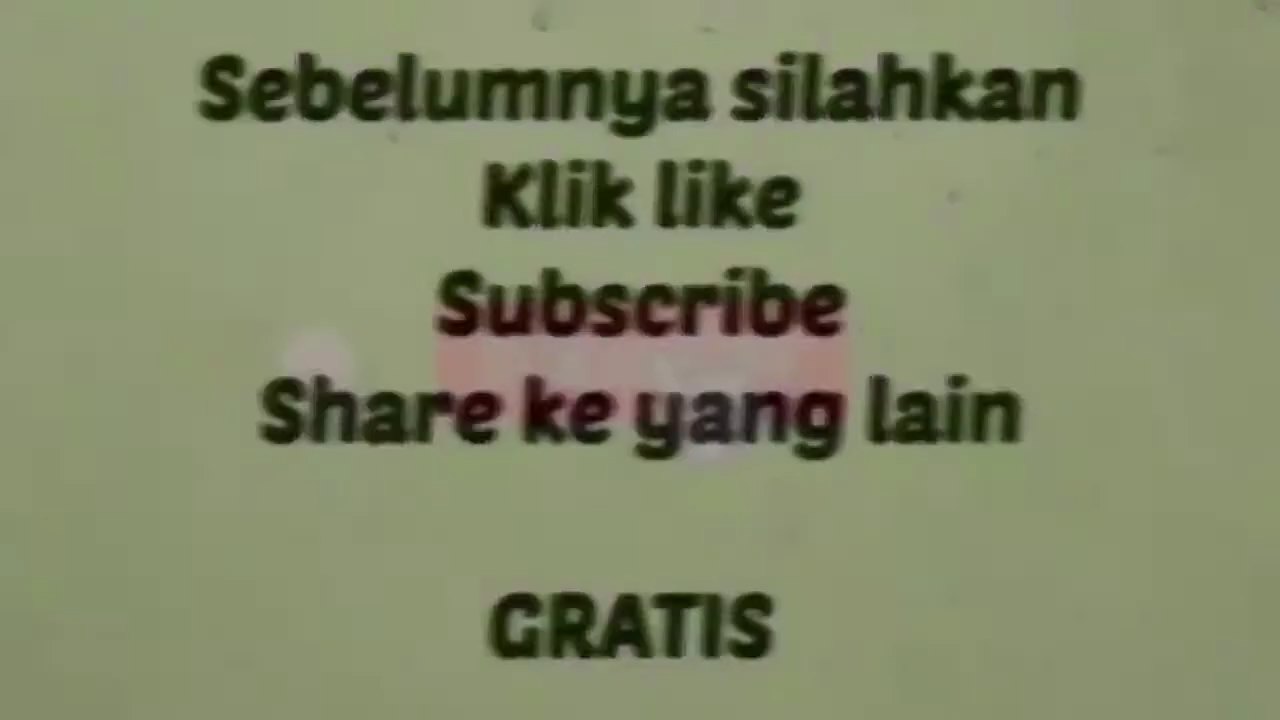 Sebelumnya silahkan
Klik like
Subscribe
Share ke yang lain
GRATIS